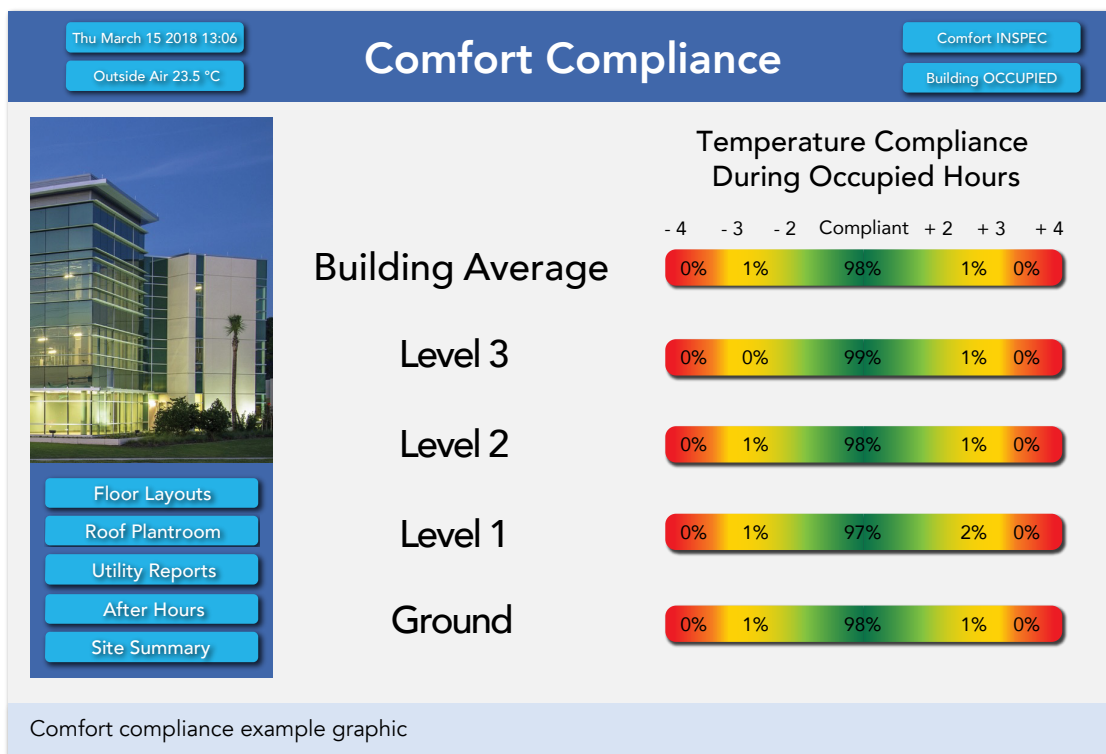 Thu March 15 2018 13:06
Outside Air 23.5 °C
Comfort Compliance
Comfort INSPEC
Building OCCUPIED
Temperature Compliance
During Occupied Hours
- 4 - 3 - 2 Compliant + 2 + 3 + 4
Building Average 0% 1% 98% 1% 0%
Level 3 0% 0% 99% 1% 0%
Level 2 0% 1% 98% 1% 0%
Level 1 0% 1% 97% 2% 0%
Ground 0% 1% 98% 1% 0%
Floor Layouts
Roof Plantroom
Utility Reports
After Hours
Site Summary
Comfort compliance example graphic